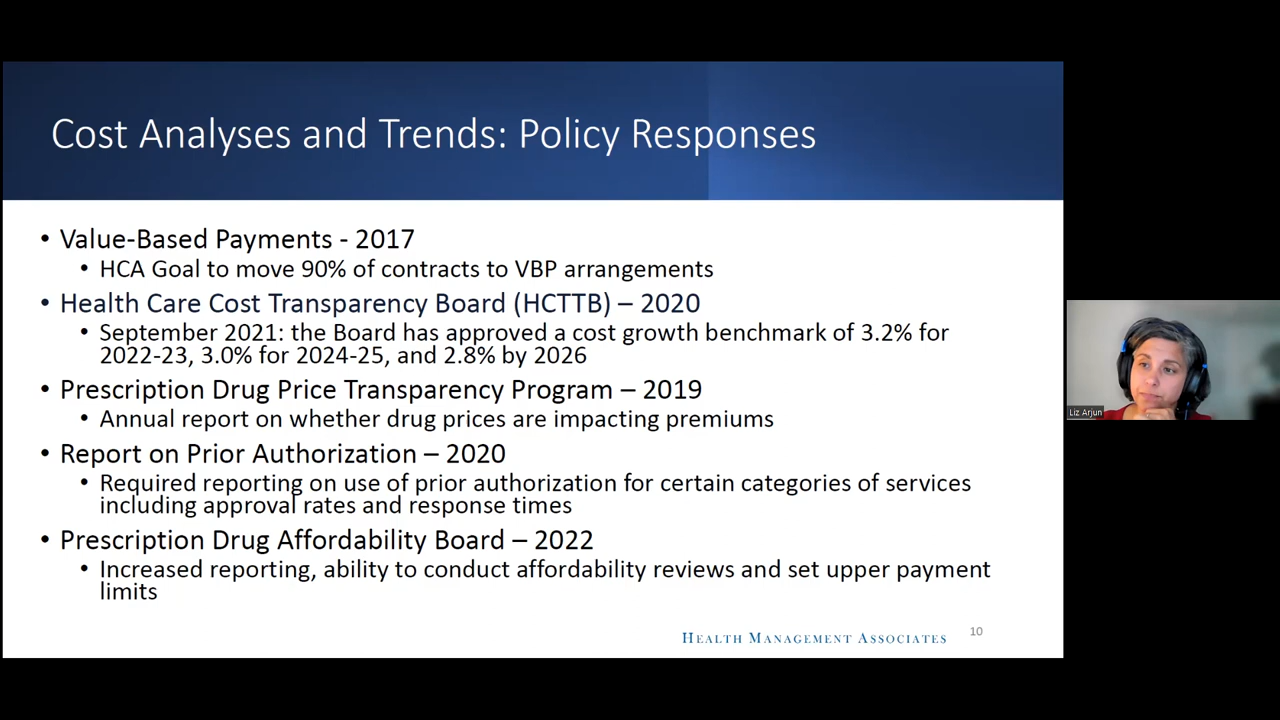 Cost Analyses and Trends: Policy Responses
• Value-Based Payments - 2017
• HCA Goal to move 90% of contracts to VBP arrangements
• Health Care Cost Transparency Board (HCTTB) – 2020
• September 2021: the Board has approved a cost growth benchmark of 3.2% for
2022-23, 3.0% for 2024-25, and 2.8% by 2026
• Prescription Drug Price Transparency Program – 2019
• Annual report on whether drug prices are impacting premiums
• Report on Prior Authorization – 2020
• Required reporting on use of prior authorization for certain categories of services
including approval rates and response times
• Prescription Drug Affordability Board – 2022
• Increased reporting, ability to conduct affordability reviews and set upper payment
limits
HEALTH MANAGEMENT ASSOCIATES
10
Liz Arjun